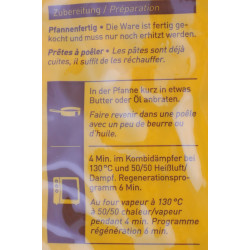 Zubereitung / Préparation
Pfannenfertig • Die Ware ist fertig ge-
kocht und muss nur noch erhitzt werden.
Prêtes à poêler • Les pâtes sont déjà
cuites, il suffit de les réchauffer.
In der Pfanne kurz in etwas
Butter oder Öl anbraten.
Faire revenir dans une poêle
avec un peu de beurre ou
d'huile.
4 Min. im Kombidämpfer bei
130 °C und 50/50 Heißluft/
Dampf. Regenerationspro-
gramm 6 Min.
Au four vapeur à 130 °C
à 50/50 chaleur/vapeur
pendant 4 min. Programme
régénération 6 min.